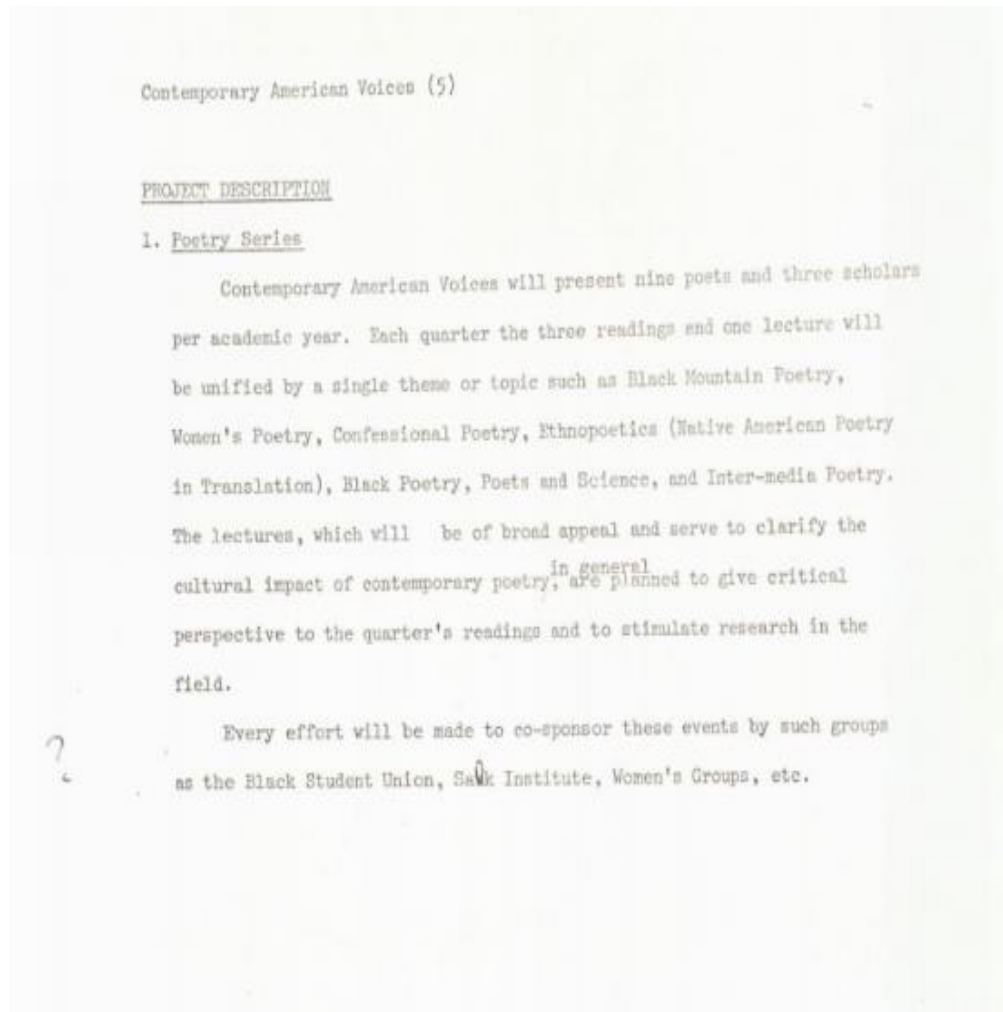 Contemporary American Voices (5)
PROJECT DESCRIPTION
1. Poetry Series
Contemporary American Voices will present nine poets and three scholars
per academic year. Each quarter the three readings and one lecture will
be unified by a single theme or topic such as Black Mountain Poetry,
Women's Poetry, Confessional Poetry, Ethnopoetics (Native American Poetry
in Translation), Black Poetry, Poets and Science, and Inter-media Poetry.
The lectures, which will be of broad appeal and serve to clarify the
in general
cultural impact of contemporary poetry, are planned to give critical
perspective to the quarter's readings and to stimulate research in the
field.
Every effort will be made to co-sponsor these events by such groups
? as the Black Student Union, Salk Institute, Women's Groups, etc.